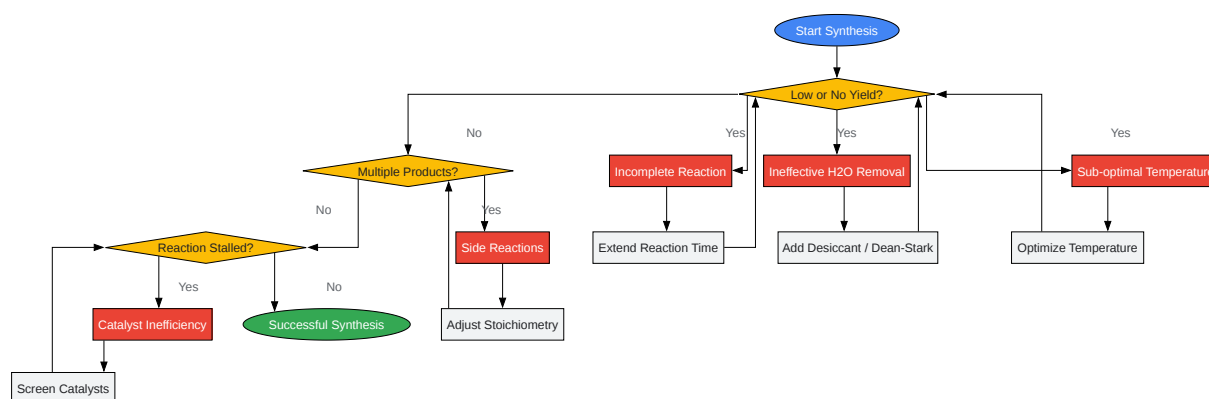 Start Synthesis
Low or No Yield?
No
Yes
Yes
Yes
Multiple Products?
Incomplete Reaction
Ineffective H2O Removal
Sub-optimal Temperature
No
Yes
Reaction Stalled?
Side Reactions
Extend Reaction Time
Add Desiccant / Dean-Stark
Optimize Temperature
Yes
No
Catalyst Inefficiency
Successful Synthesis
Adjust Stoichiometry
Screen Catalysts